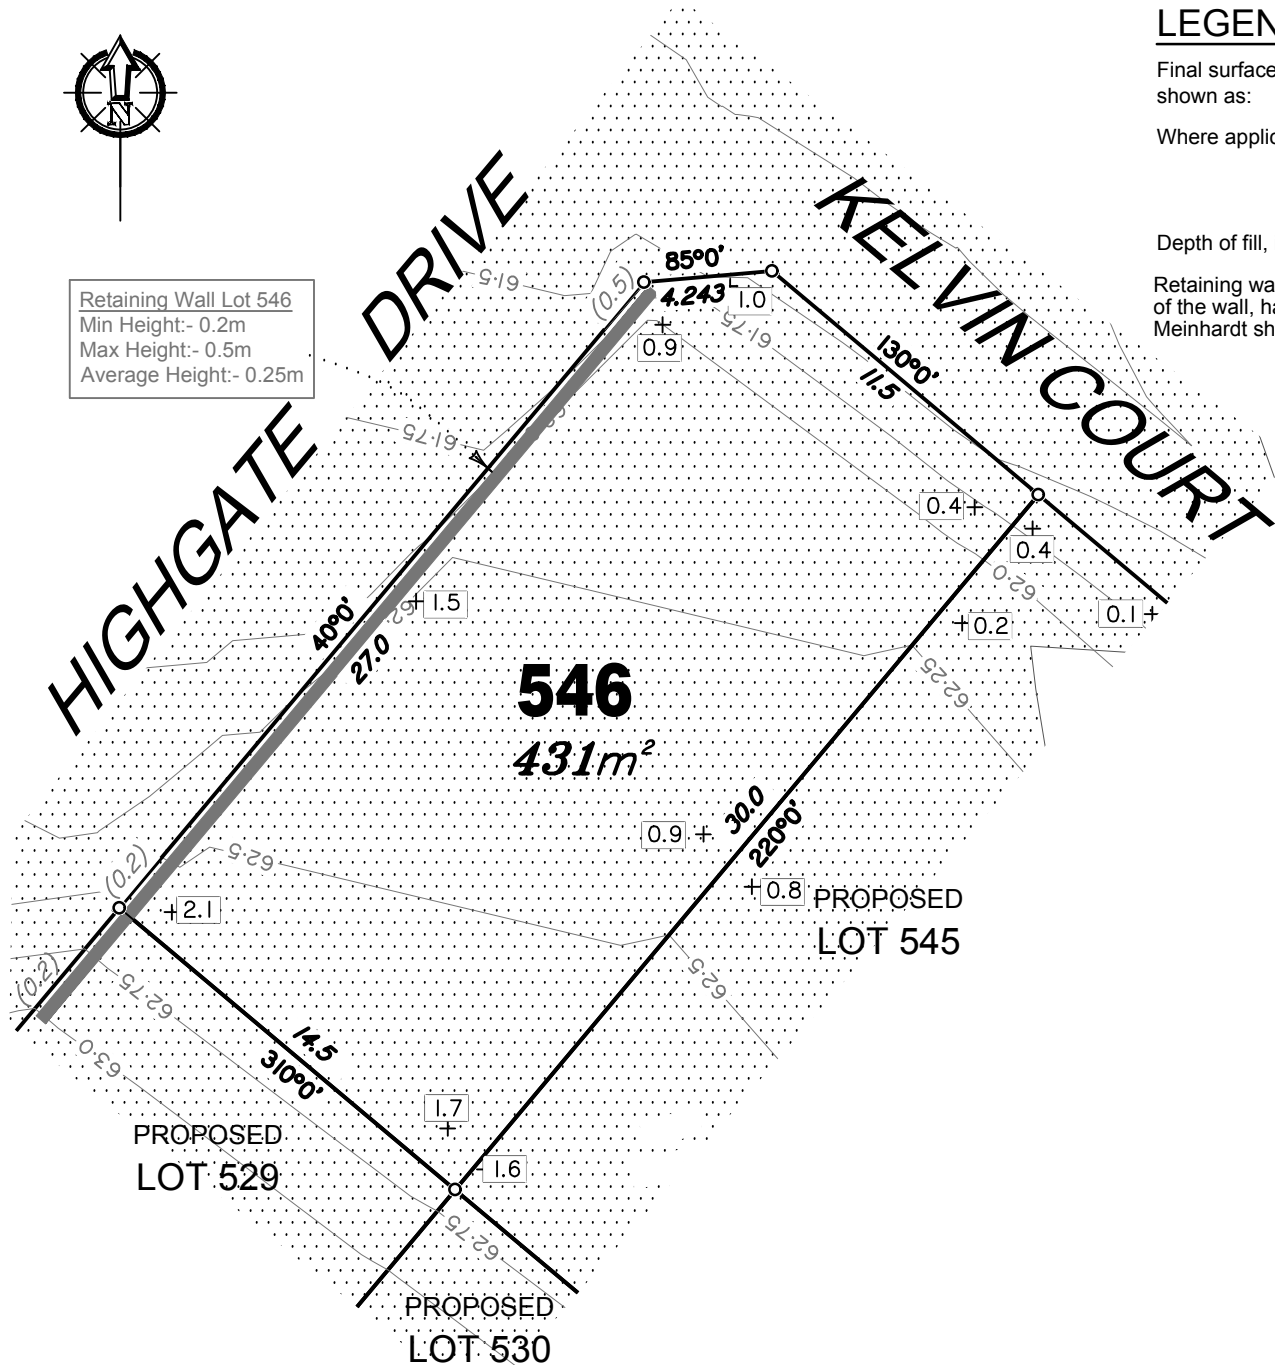 LEGEN
Final surface
shown as:
Where applic
Depth of fill,
Retaining wa
of the wall, ha
Meinhardt sh
N
Retaining Wall Lot 546
Min Height:- 0.2m
Max Height:- 0.5m
Average Height:- 0.25m
HIGHGATE DRIVE
KELVIN COURT
61·5
(0.5)
85°0'
4.243
1.0
0.9
61·75
130°0'
11.5
61·75
0.4
0.4
62·0
0.1
0.2
1.5
40°0'
27.0
62·25
546
431m²
30.0
220°0'
0.9
0.8
PROPOSED
LOT 545
62·5
(0.2)
2.1
62·5
(0.2)
62·75
63·0
14.5
310°0'
1.7
1.6
PROPOSED
LOT 529
62·75
PROPOSED
LOT 530